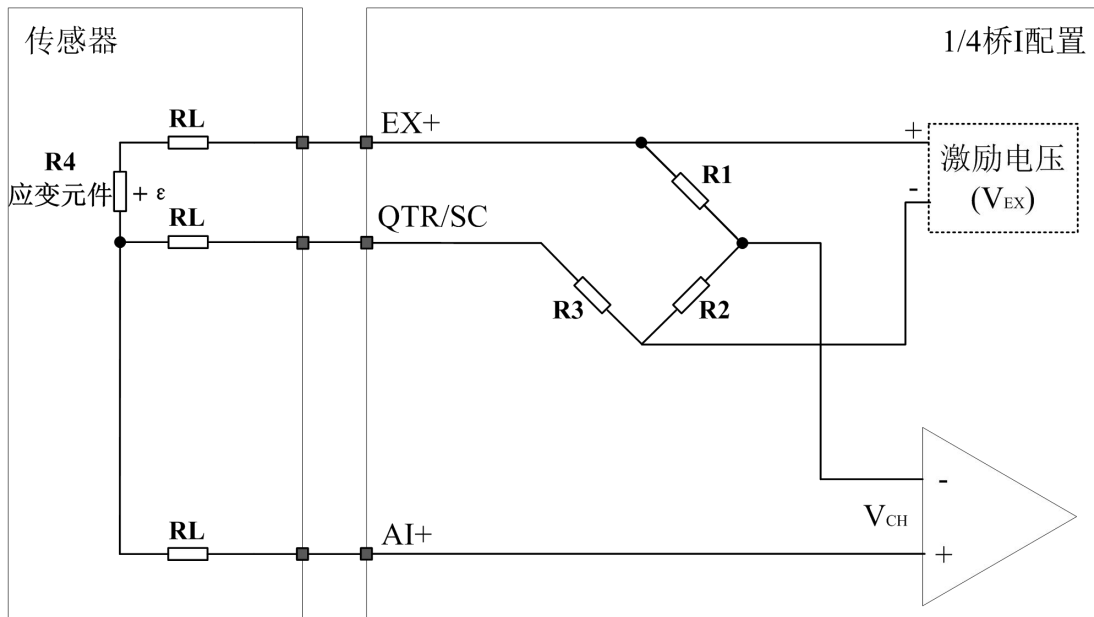 传感器
1/4桥I配置
RL
EX+
+
激励电压
(VEX)
-
R4
应变元件
+ ε
R1
RL
QTR/SC
R3
R2
-
VCH
RL
AI+
+